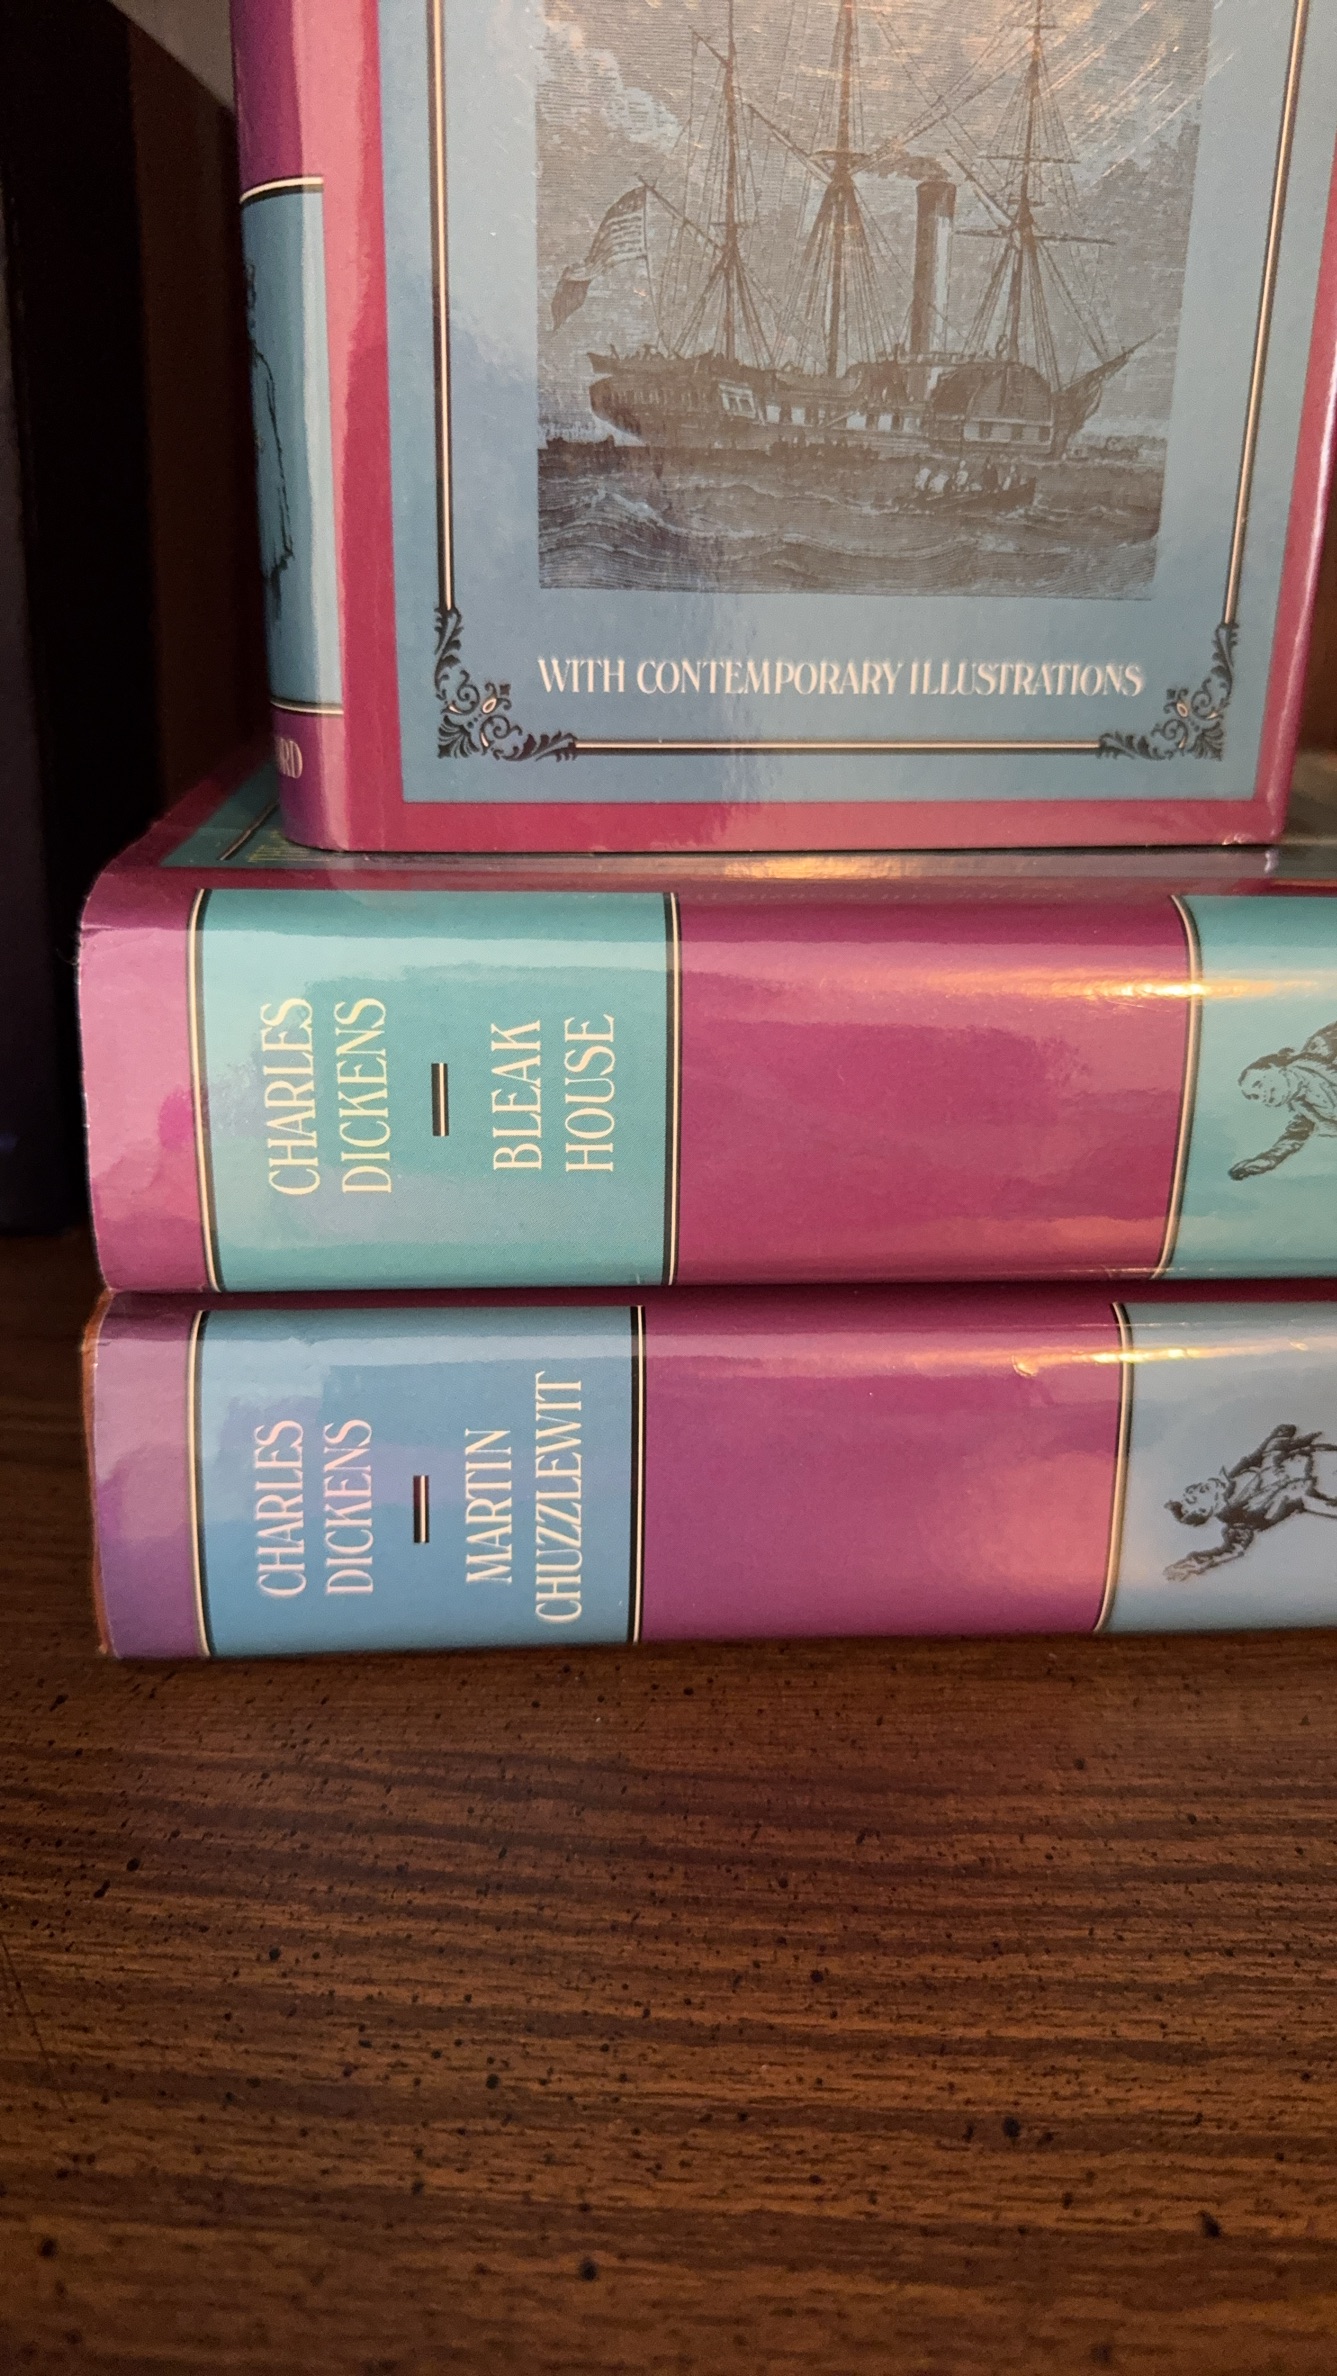 WITH CONTEMPORARY ILLUSTRATIONS
CHARLES
DICKENS
BLEAK
HOUSE
CHARLES
DICKENS
MARTIN
CHUZZLEWIT